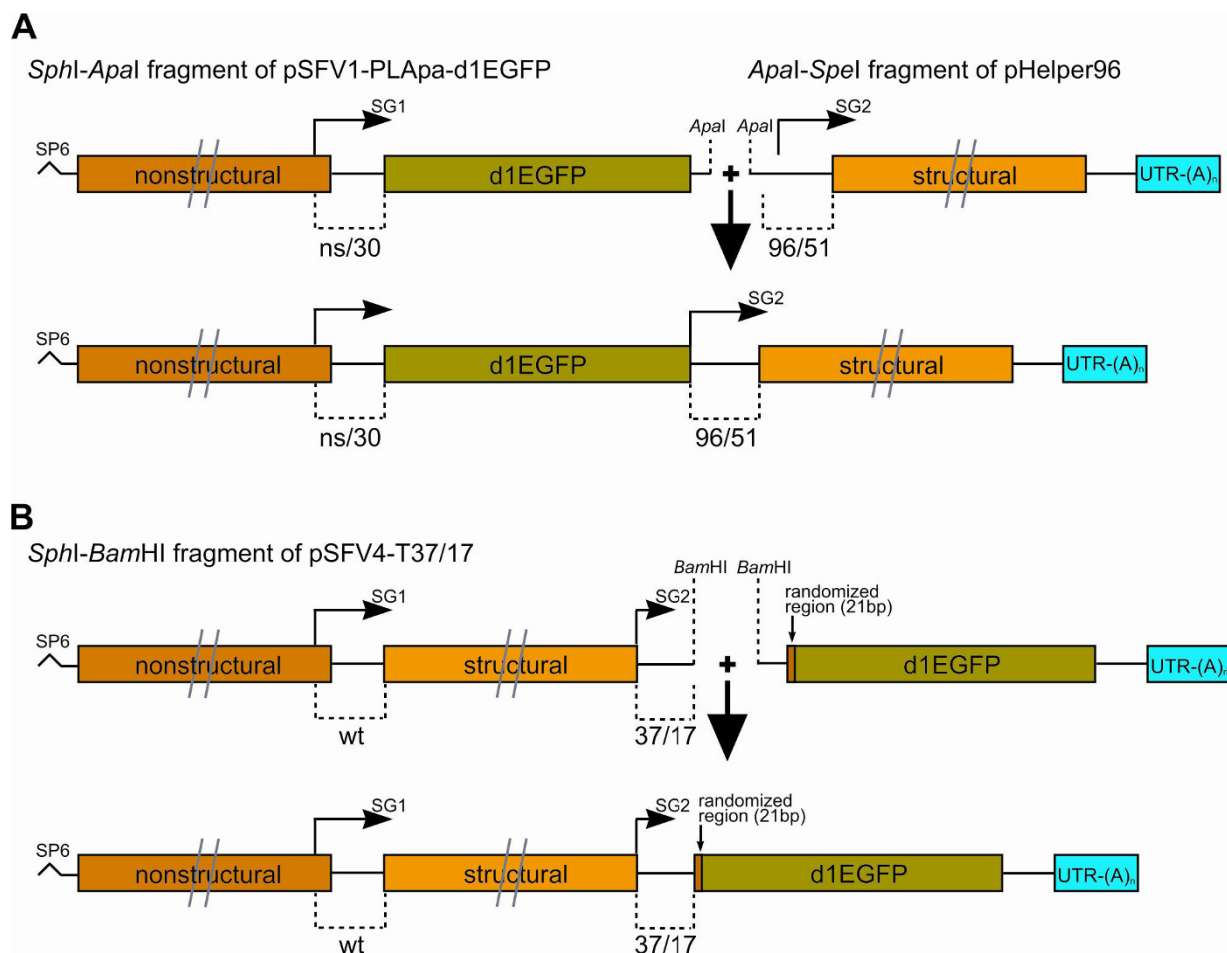 A
SphI-ApaI fragment of pSFV1-PLApa-d1EGFP
ApaI-SpeI fragment of pHelper96
SG1
ApaI
ApaI
SG2
SP6
nonstructural
d1EGFP
+
structural
UTR-(A)n
ns/30
96/51
SG2
SP6
nonstructural
d1EGFP
structural
UTR-(A)n
ns/30
96/51
B
SphI-BamHI fragment of pSFV4-T37/17
BamHI
BamHI
SG1
SG2
randomized
region (21bp)
SP6
nonstructural
structural
+
d1EGFP
UTR-(A)n
wt
37/17
SG1
SG2
randomized
region (21bp)
SP6
nonstructural
structural
d1EGFP
UTR-(A)n
wt
37/17